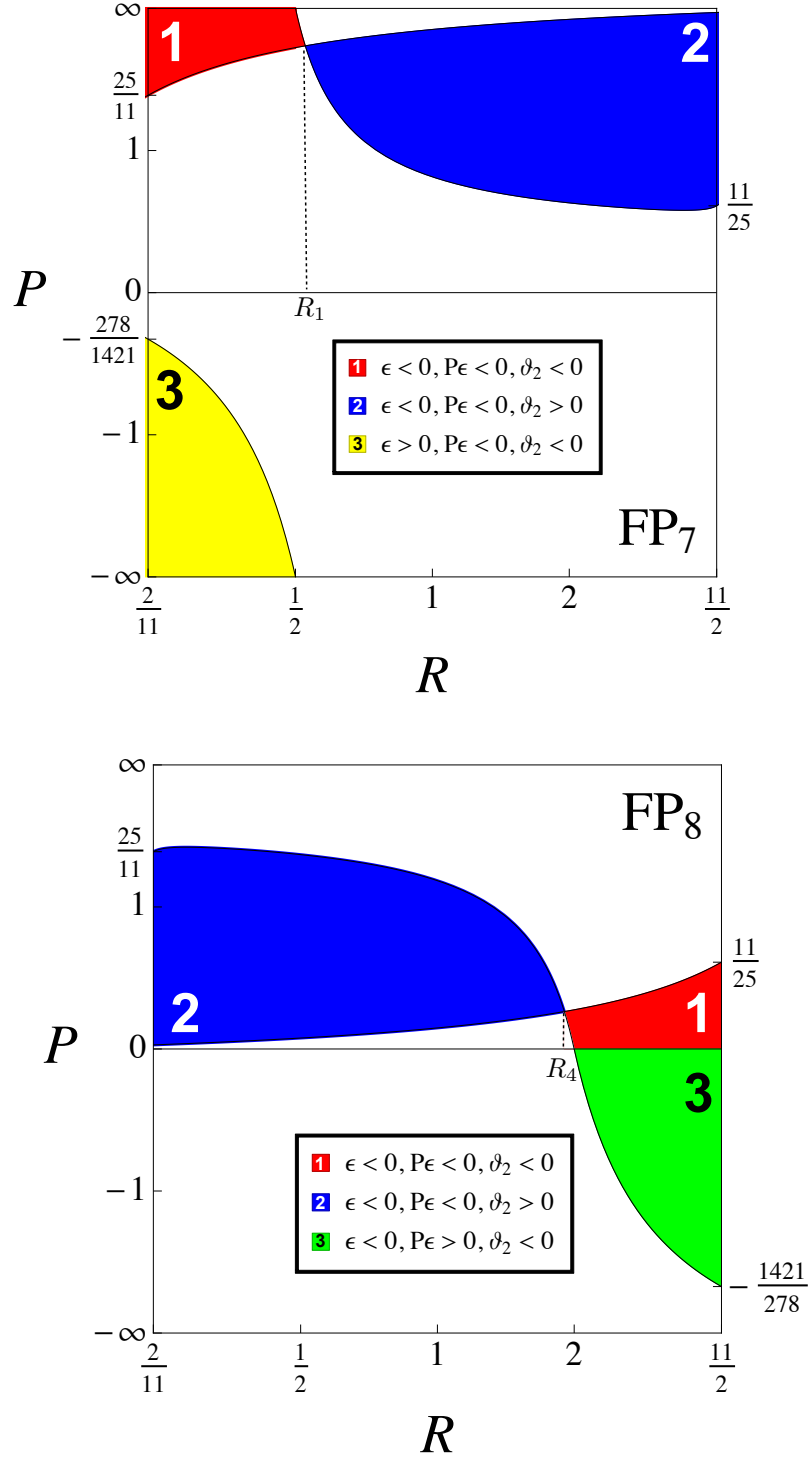 ∞
1
2
25/11
1
11/25
P
0
R₁
− 278/1421
3
1 ϵ < 0, Pϵ < 0, ϑ₂ < 0
2 ϵ < 0, Pϵ < 0, ϑ₂ > 0
3 ϵ > 0, Pϵ < 0, ϑ₂ < 0
−1
FP₇
−∞
2/11 1/2 1 2 11/2
R
∞
FP₈
25/11
1
11/25
2
1
P
0
R₄
3
1 ϵ < 0, Pϵ < 0, ϑ₂ < 0
2 ϵ < 0, Pϵ < 0, ϑ₂ > 0
3 ϵ < 0, Pϵ > 0, ϑ₂ < 0
−1
− 1421/278
−∞
2/11 1/2 1 2 11/2
R